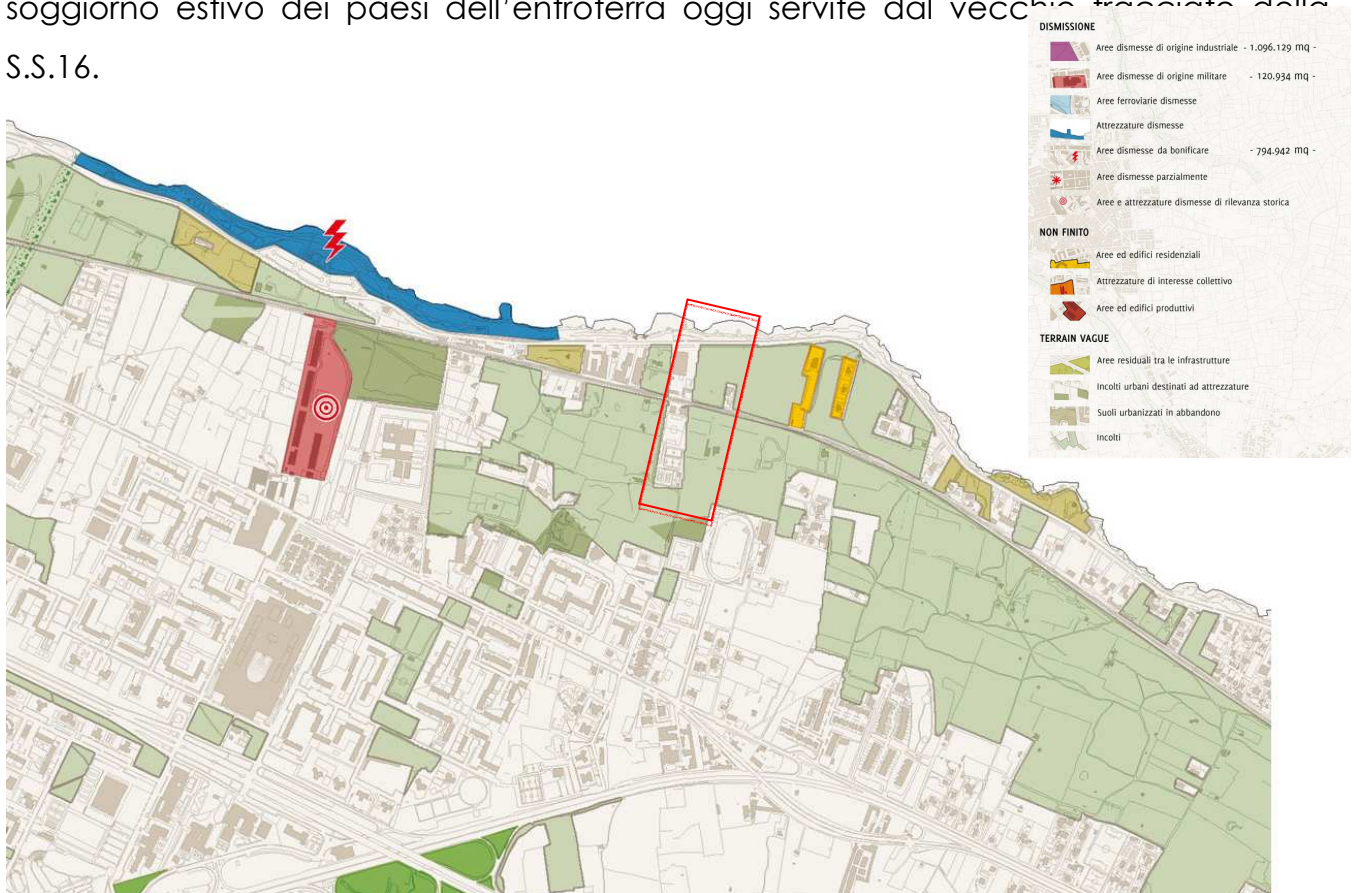 soggiorno estivo dei paesi dell'entroterra oggi servite dal vecchio tracciato della
S.S.16.
DISMISSIONE
Aree dismesse di origine industriale - 1.096.129 mq -
Aree dismesse di origine militare - 120.934 mq -
Aree ferroviarie dismesse
Attrezzature dismesse
Aree dismesse da bonificare - 794.942 mq -
Aree dismesse parzialmente
Aree e attrezzature dismesse di rilevanza storica
NON FINITO
Aree ed edifici residenziali
Attrezzature di interesse collettivo
Aree ed edifici produttivi
TERRAIN VAGUE
Aree residuali tra le infrastrutture
Incolti urbani destinati ad attrezzature
Suoli urbanizzati in abbandono
Incolti